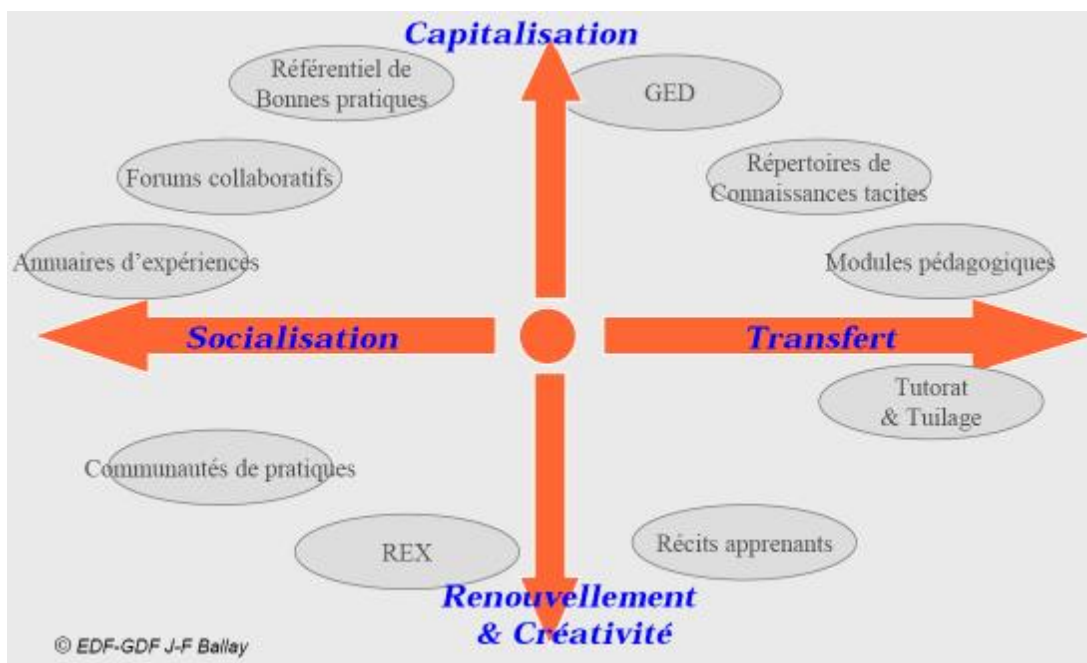 Capitalisation
Référentiel de
Bonnes pratiques
GED
Forums collaboratifs
Répertoires de
Connaissances tacites
Annuaires d’expériences
Modules pédagogiques
Socialisation
Transfert
Tutorat
& Tuilage
Communautés de pratiques
REX
Récits apprenants
Renouvellement
& Créativité
© EDF-GDF J-F Ballay